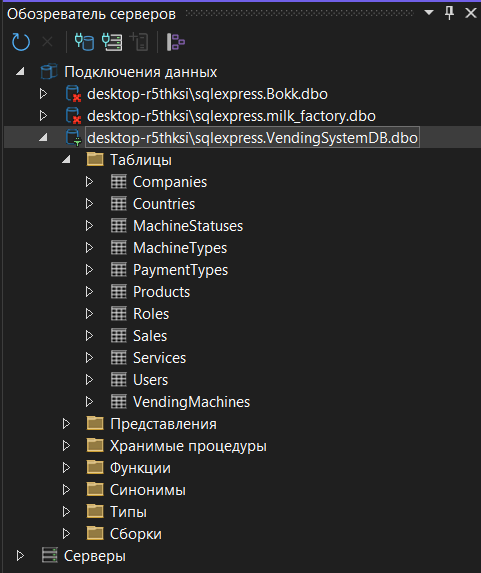 Обозреватель серверов
Подключения данных
desktop-r5thksi\sqlexpress.Bokk.dbo
desktop-r5thksi\sqlexpress.milk_factory.dbo
desktop-r5thksi\sqlexpress.VendingSystemDB.dbo
Таблицы
Companies
Countries
MachineStatuses
MachineTypes
PaymentTypes
Products
Roles
Sales
Services
Users
VendingMachines
Представления
Хранимые процедуры
Функции
Синонимы
Типы
Сборки
Серверы